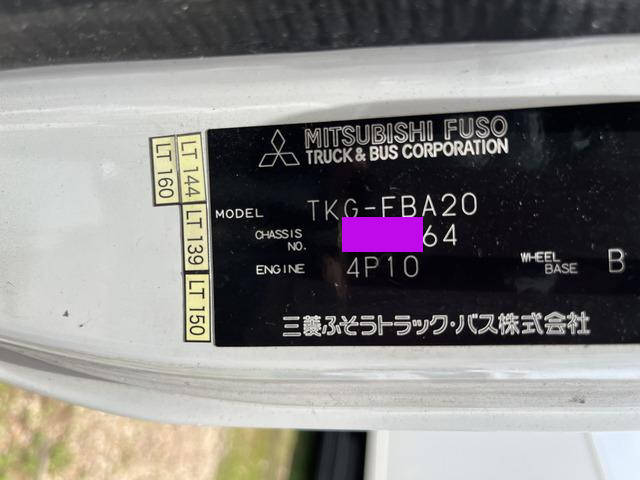 MITSUBISHI FUSO
TRUCK & BUS CORPORATION
MODEL TKG-FBA20
CHASSIS NO. 64
ENGINE 4P10
WHEEL BASE B
三菱ふそうトラック・バス株式会社
LT 160
LT 144
LT 139
LT 150